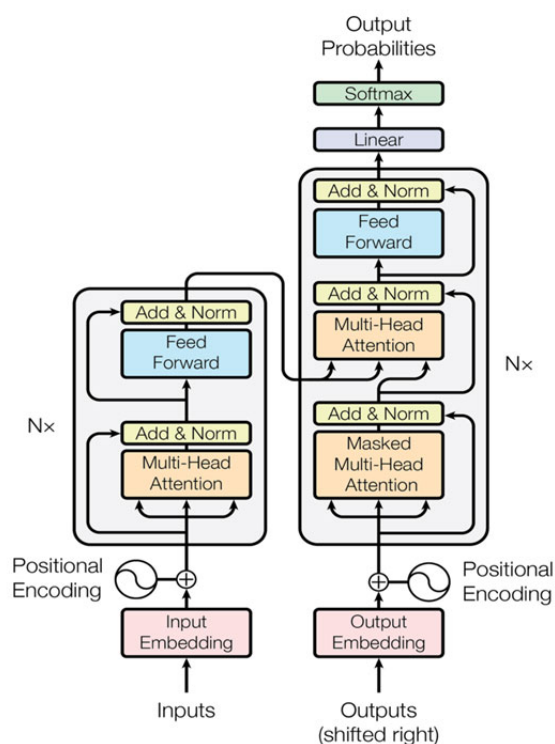 Output
Probabilities
Softmax
Linear
Add & Norm
Feed
Forward
Add & Norm
Multi-Head
Attention
Add & Norm
Masked
Multi-Head
Attention
N×
Add & Norm
Feed
Forward
Add & Norm
Multi-Head
Attention
N×
Positional
Encoding
Positional
Encoding
Input
Embedding
Output
Embedding
Inputs
Outputs
(shifted right)